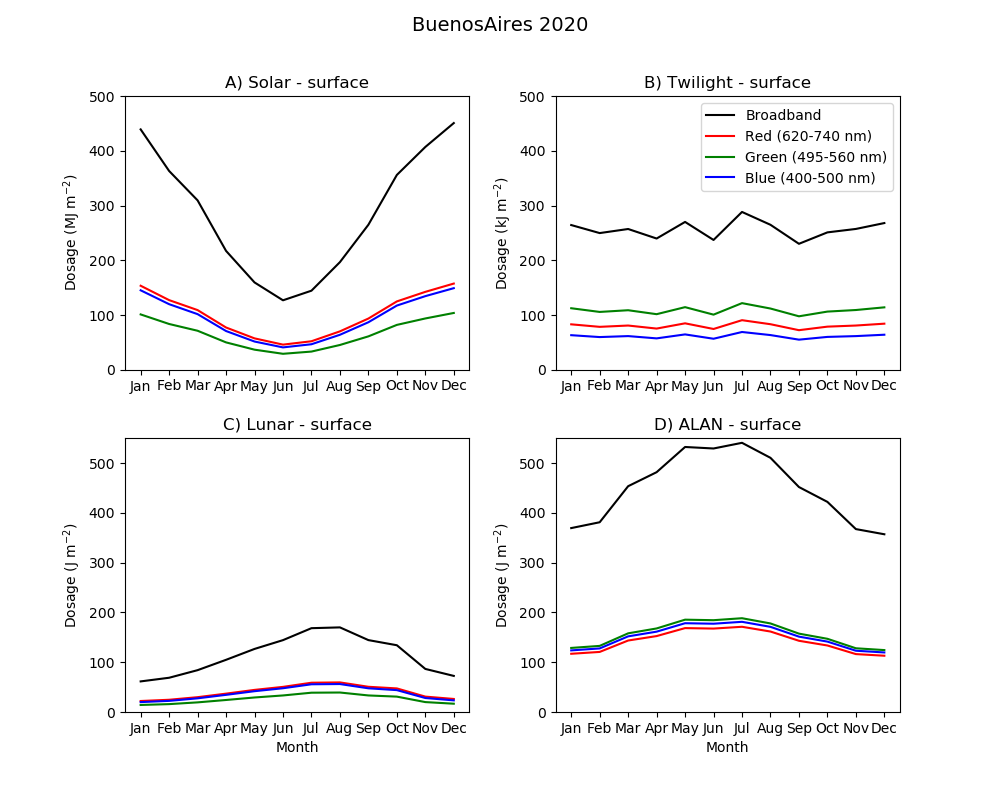 BuenosAires 2020
A) Solar - surface
500
400
300
200
100
0
Dosage (MJ m⁻²)
Jan Feb Mar Apr May Jun Jul Aug Sep Oct Nov Dec
B) Twilight - surface
500
400
300
200
100
0
Dosage (kJ m⁻²)
Broadband
Red (620-740 nm)
Green (495-560 nm)
Blue (400-500 nm)
Jan Feb Mar Apr May Jun Jul Aug Sep Oct Nov Dec
C) Lunar - surface
500
400
300
200
100
0
Dosage (J m⁻²)
Jan Feb Mar Apr May Jun Jul Aug Sep Oct Nov Dec
Month
D) ALAN - surface
500
400
300
200
100
0
Dosage (J m⁻²)
Jan Feb Mar Apr May Jun Jul Aug Sep Oct Nov Dec
Month